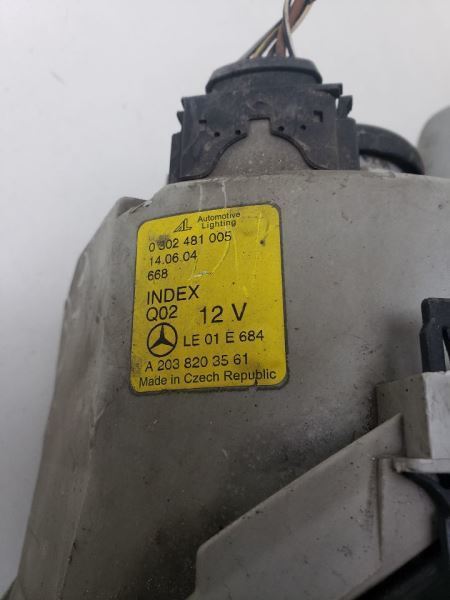 AL Automotive
Lighting
0 302 481 005
14.06.04
668
INDEX
Q02 12 V
LE 01 E 684
A 203 820 35 61
Made in Czech Republic